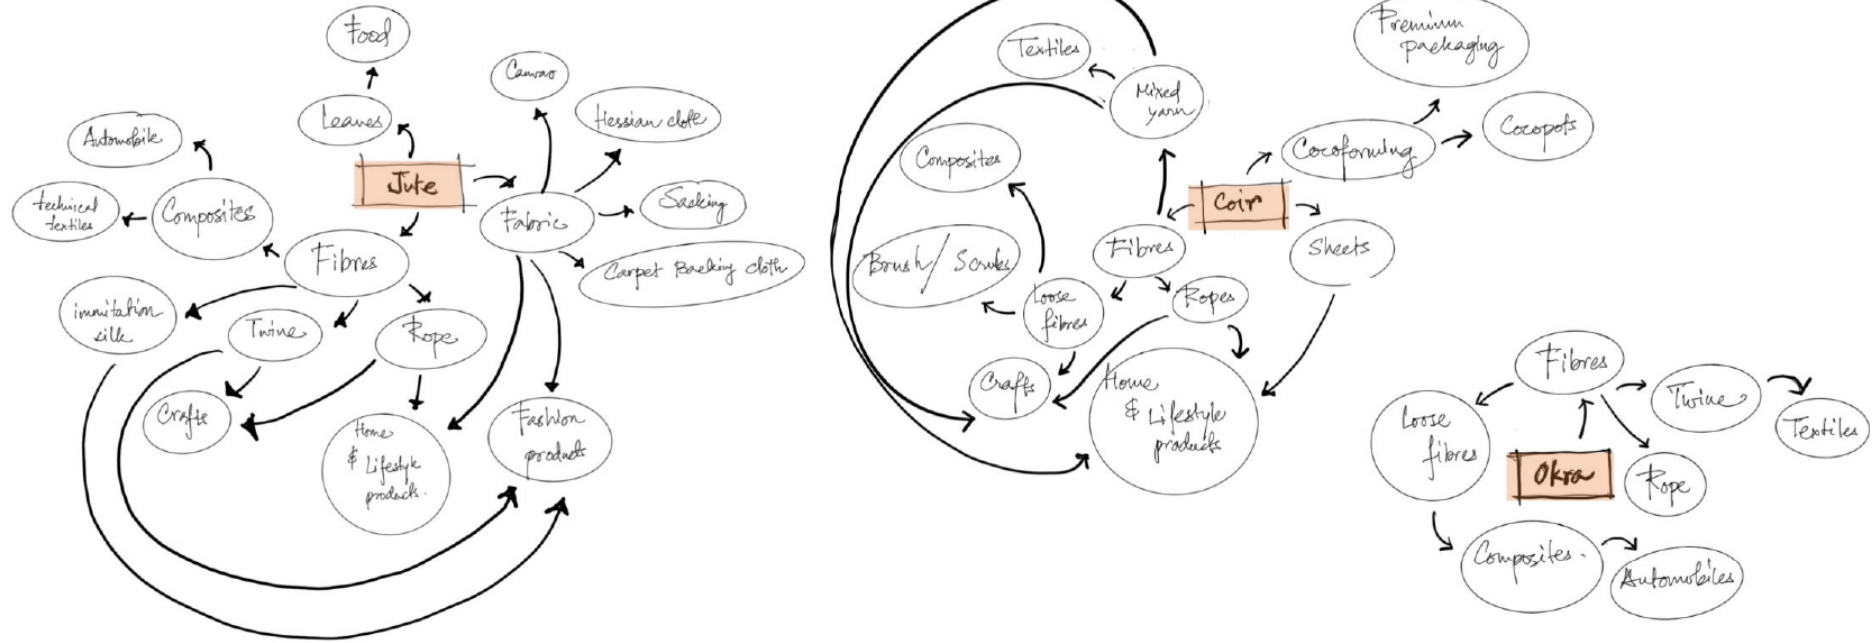 Food
Leaves
Jute
Automobile
technical
textiles
Composites
Fibres
immitation
silk
Twine
Rope
Crafts
Home
& Lifestyle
products.
Canvas
Hessian cloth
Fabric
Sacking
Carpet Backing cloth
Fashion
products
Textiles
Mixed
yarn
Composites
Brush/ Scrubs
Fibres
Loose
fibres
Ropes
Crafts
Home
& Lifestyle
products
Coir
Cocoforming
Premium
packaging
Cocopots
Sheets
Fibres
Twine
Textiles
Loose
fibres
Okra
Rope
Composites.
Automobiles